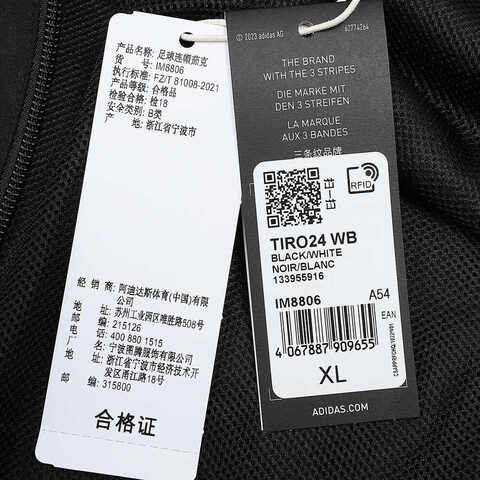 产品名称: 足球连帽茄克
货 号: IM8806
执行标准: FZ/T 81008-2021
产品等级: 合格品
检验合格: 检18
安全类别: B类
产 地: 浙江省宁波市
经 销 商: 阿迪达斯体育(中国)有限公司
地 址: 苏州工业园区唯胜路508号
邮 编: 215126
电 话: 400 880 1515
厂 名: 宁波图腾服饰有限公司
地 址: 浙江省宁波市经济技术开发区甬江路18号
邮 编: 315800
合格证
© 2023 adidas AG
62774264
THE BRAND
WITH THE 3 STRIPES
DIE MARKE MIT
DEN 3 STREIFEN
LA MARQUE
AUX 3 BANDES
三条纹品牌
RFID
TIRO24 WB
BLACK/WHITE
NOIR/BLANC
133955916
IM8806 A54
EAN
4 067887 909655
XL
ADIDAS.COM